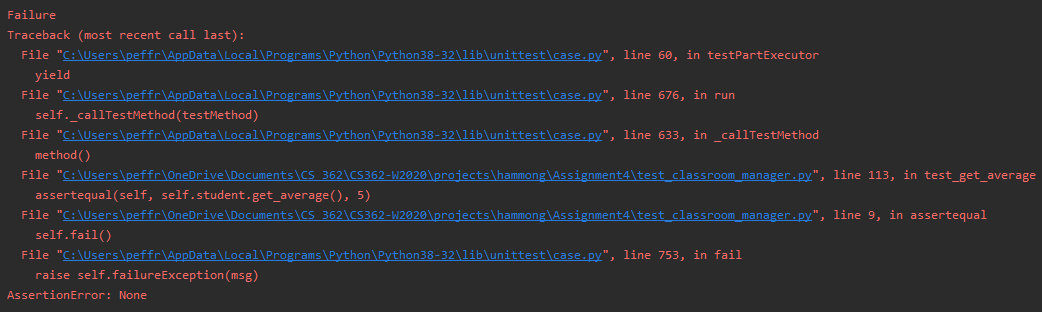 Failure
Traceback (most recent call last):
File "C:\Users\peffr\AppData\Local\Programs\Python\Python38-32\lib\unittest\case.py", line 60, in testPartExecutor
yield
File "C:\Users\peffr\AppData\Local\Programs\Python\Python38-32\lib\unittest\case.py", line 676, in run
self._callTestMethod(testMethod)
File "C:\Users\peffr\AppData\Local\Programs\Python\Python38-32\lib\unittest\case.py", line 633, in _callTestMethod
method()
File "C:\Users\peffr\OneDrive\Documents\CS 362\CS362-W2020\projects\hammong\Assignment4\test_classroom_manager.py", line 113, in test_get_average
assertequal(self, self.student.get_average(), 5)
File "C:\Users\peffr\OneDrive\Documents\CS 362\CS362-W2020\projects\hammong\Assignment4\test_classroom_manager.py", line 9, in assertequal
self.fail()
File "C:\Users\peffr\AppData\Local\Programs\Python\Python38-32\lib\unittest\case.py", line 753, in fail
raise self.failureException(msg)
AssertionError: None